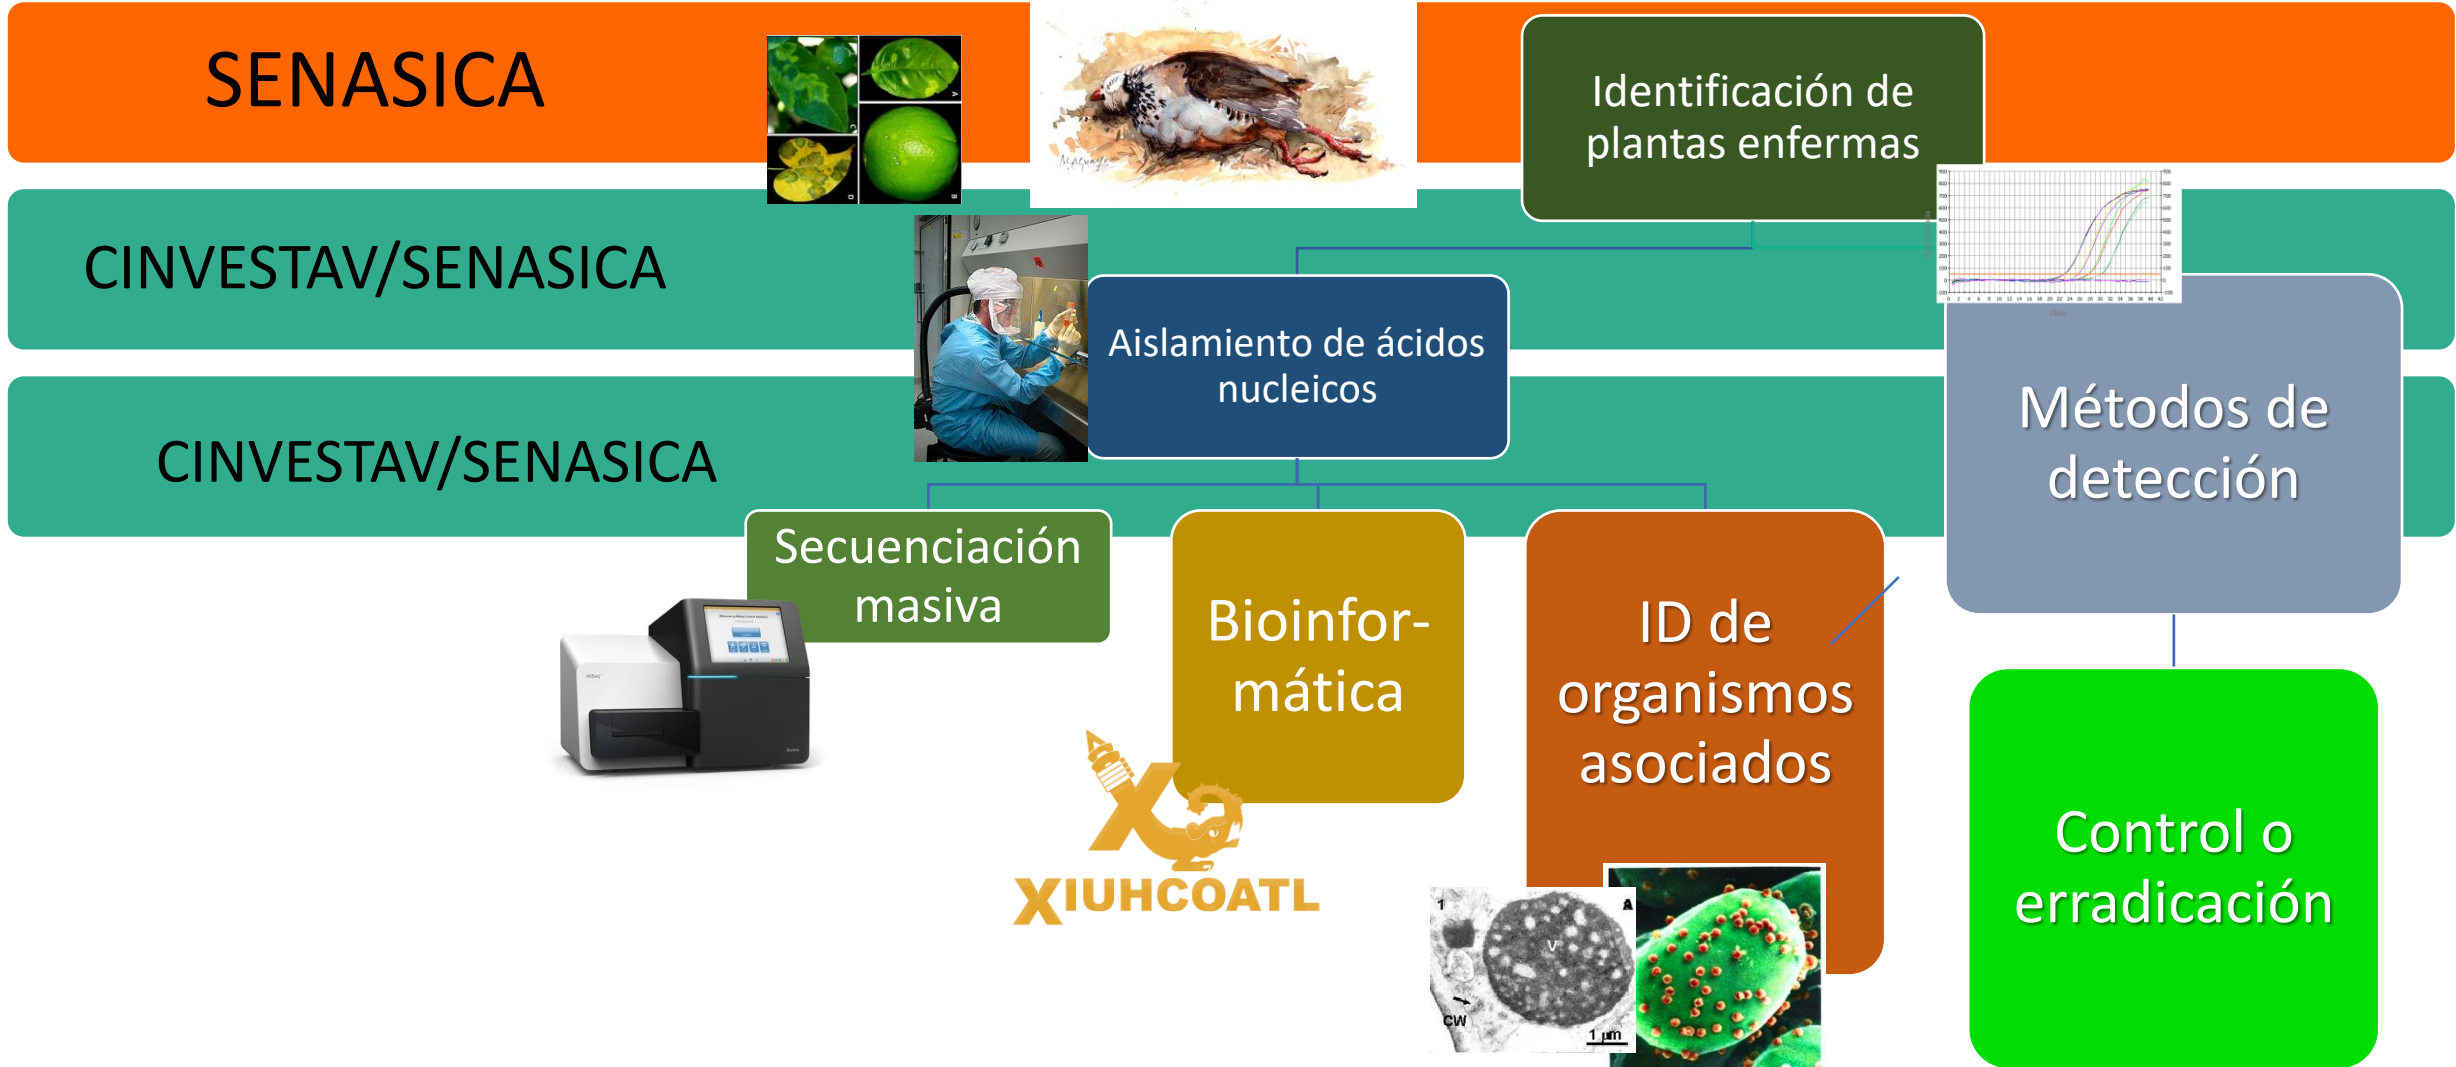 SENASICA
Identificación de
plantas enfermas
CINVESTAV/SENASICA
Aislamiento de ácidos
nucleicos
Métodos de
detección
CINVESTAV/SENASICA
Secuenciación
masiva
Bioinfor-
mática
ID de
organismos
asociados
Control o
erradicación
XIUHCOATL
1
A
V
CW
1 µm